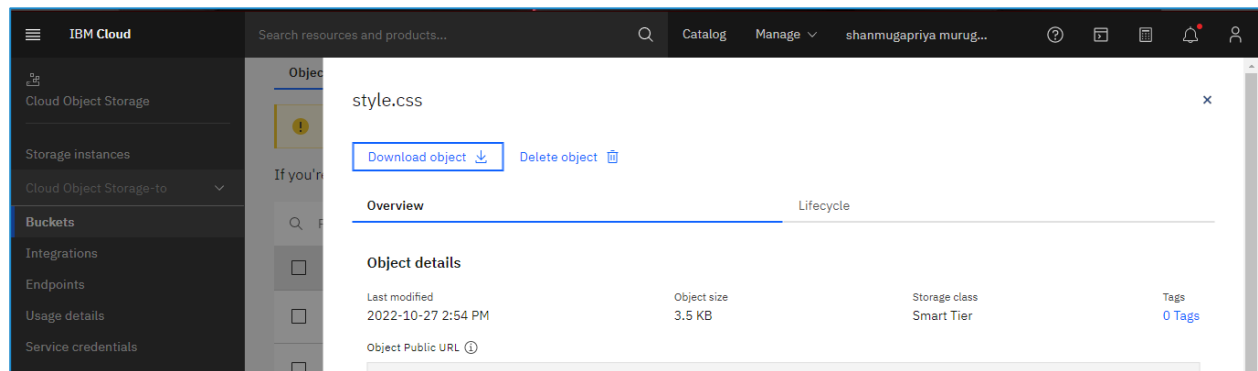 IBM Cloud
Search resources and products...
Catalog
Manage
shanmugapriya murug...
Cloud Object Storage
Storage instances
Cloud Object Storage-to
Buckets
Integrations
Endpoints
Usage details
Service credentials
Objec
If you're
style.css
Download object
Delete object
Overview
Lifecycle
Object details
Last modified
Object size
Storage class
Tags
2022-10-27 2:54 PM
3.5 KB
Smart Tier
0 Tags
Object Public URL